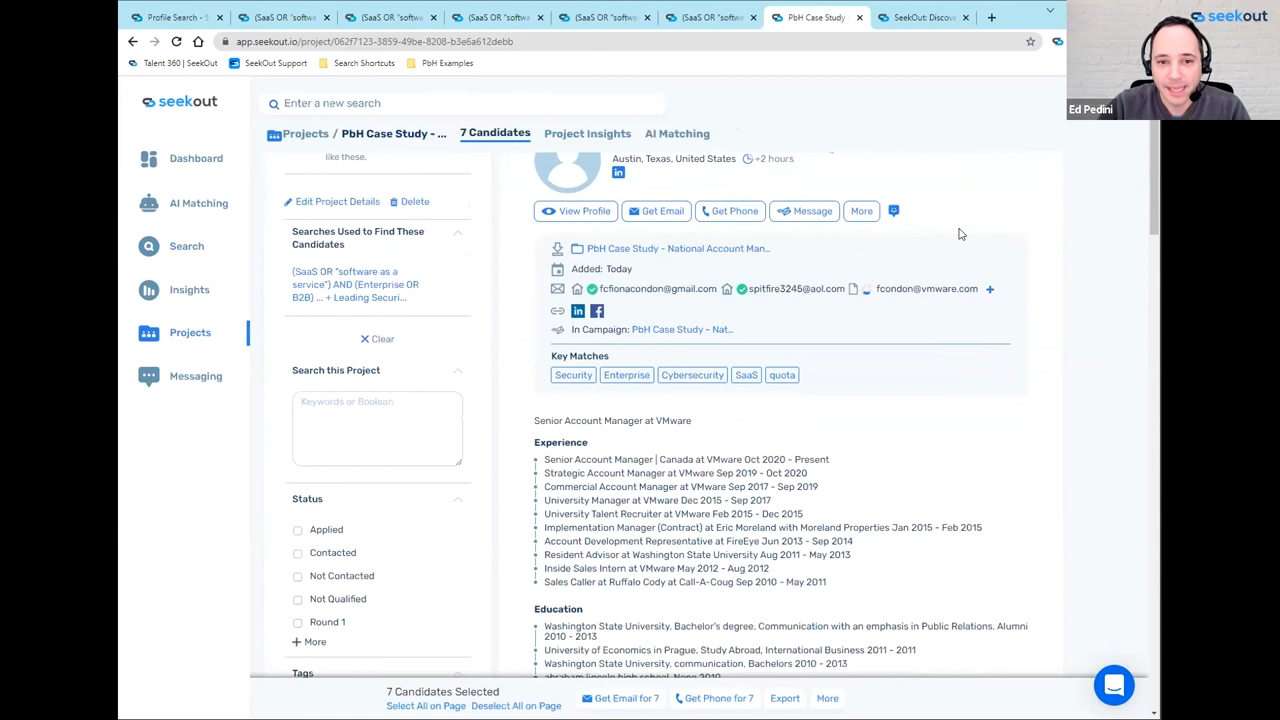 Profile Search - S
(SaaS OR "softwa
(SaaS OR "softwa
(SaaS OR "softwa
(SaaS OR "softwa
(SaaS OR "softwa
PbH Case Study -
SeekOut: Discove
app.seekout.io/project/062f7123-3859-49be-8208-b3e6a612debb
Talent 360 | SeekOut
SeekOut Support
Search Shortcuts
PbH Examples
seekout
Ed Pedini
seekout
Enter a new search
Projects / PbH Case Study - ...
7 Candidates
Project Insights
AI Matching
Dashboard
AI Matching
Search
Insights
Projects
Messaging
like these.
Edit Project Details
Delete
Searches Used to Find These
Candidates
(SaaS OR "software as a
service") AND (Enterprise OR
B2B) ... + Leading Securi...
Clear
Search this Project
Keywords or Boolean
Status
Applied
Contacted
Not Contacted
Not Qualified
Round 1
+ More
Tags
Austin, Texas, United States +2 hours
View Profile
Get Email
Get Phone
Message
More
PbH Case Study - National Account Man...
Added: Today
fcfionacondon@gmail.com spitfire3245@aol.com fcondon@vmware.com +
In Campaign: PbH Case Study - Nat...
Key Matches
Security Enterprise Cybersecurity SaaS quota
Senior Account Manager at VMware
Experience
Senior Account Manager | Canada at VMware Oct 2020 - Present
Strategic Account Manager at VMware Sep 2019 - Oct 2020
Commercial Account Manager at VMware Sep 2017 - Sep 2019
University Manager at VMware Dec 2015 - Sep 2017
University Talent Recruiter at VMware Feb 2015 - Dec 2015
Implementation Manager (Contract) at Eric Moreland with Moreland Properties Jan 2015 - Feb 2015
Account Development Representative at FireEye Jun 2013 - Sep 2014
Resident Advisor at Washington State University Aug 2011 - May 2013
Inside Sales Intern at VMware May 2012 - Aug 2012
Sales Caller at Ruffalo Cody at Call-A-Coug Sep 2010 - May 2011
Education
Washington State University, Bachelor's degree, Communication with an emphasis in Public Relations, Alumni
2010 - 2013
University of Economics in Prague, Study Abroad, International Business 2011 - 2011
Washington State University, communication, Bachelors 2010 - 2013
abraham lincoln high school, None 2010
7 Candidates Selected
Select All on Page Deselect All on Page
Get Email for 7
Get Phone for 7
Export
More